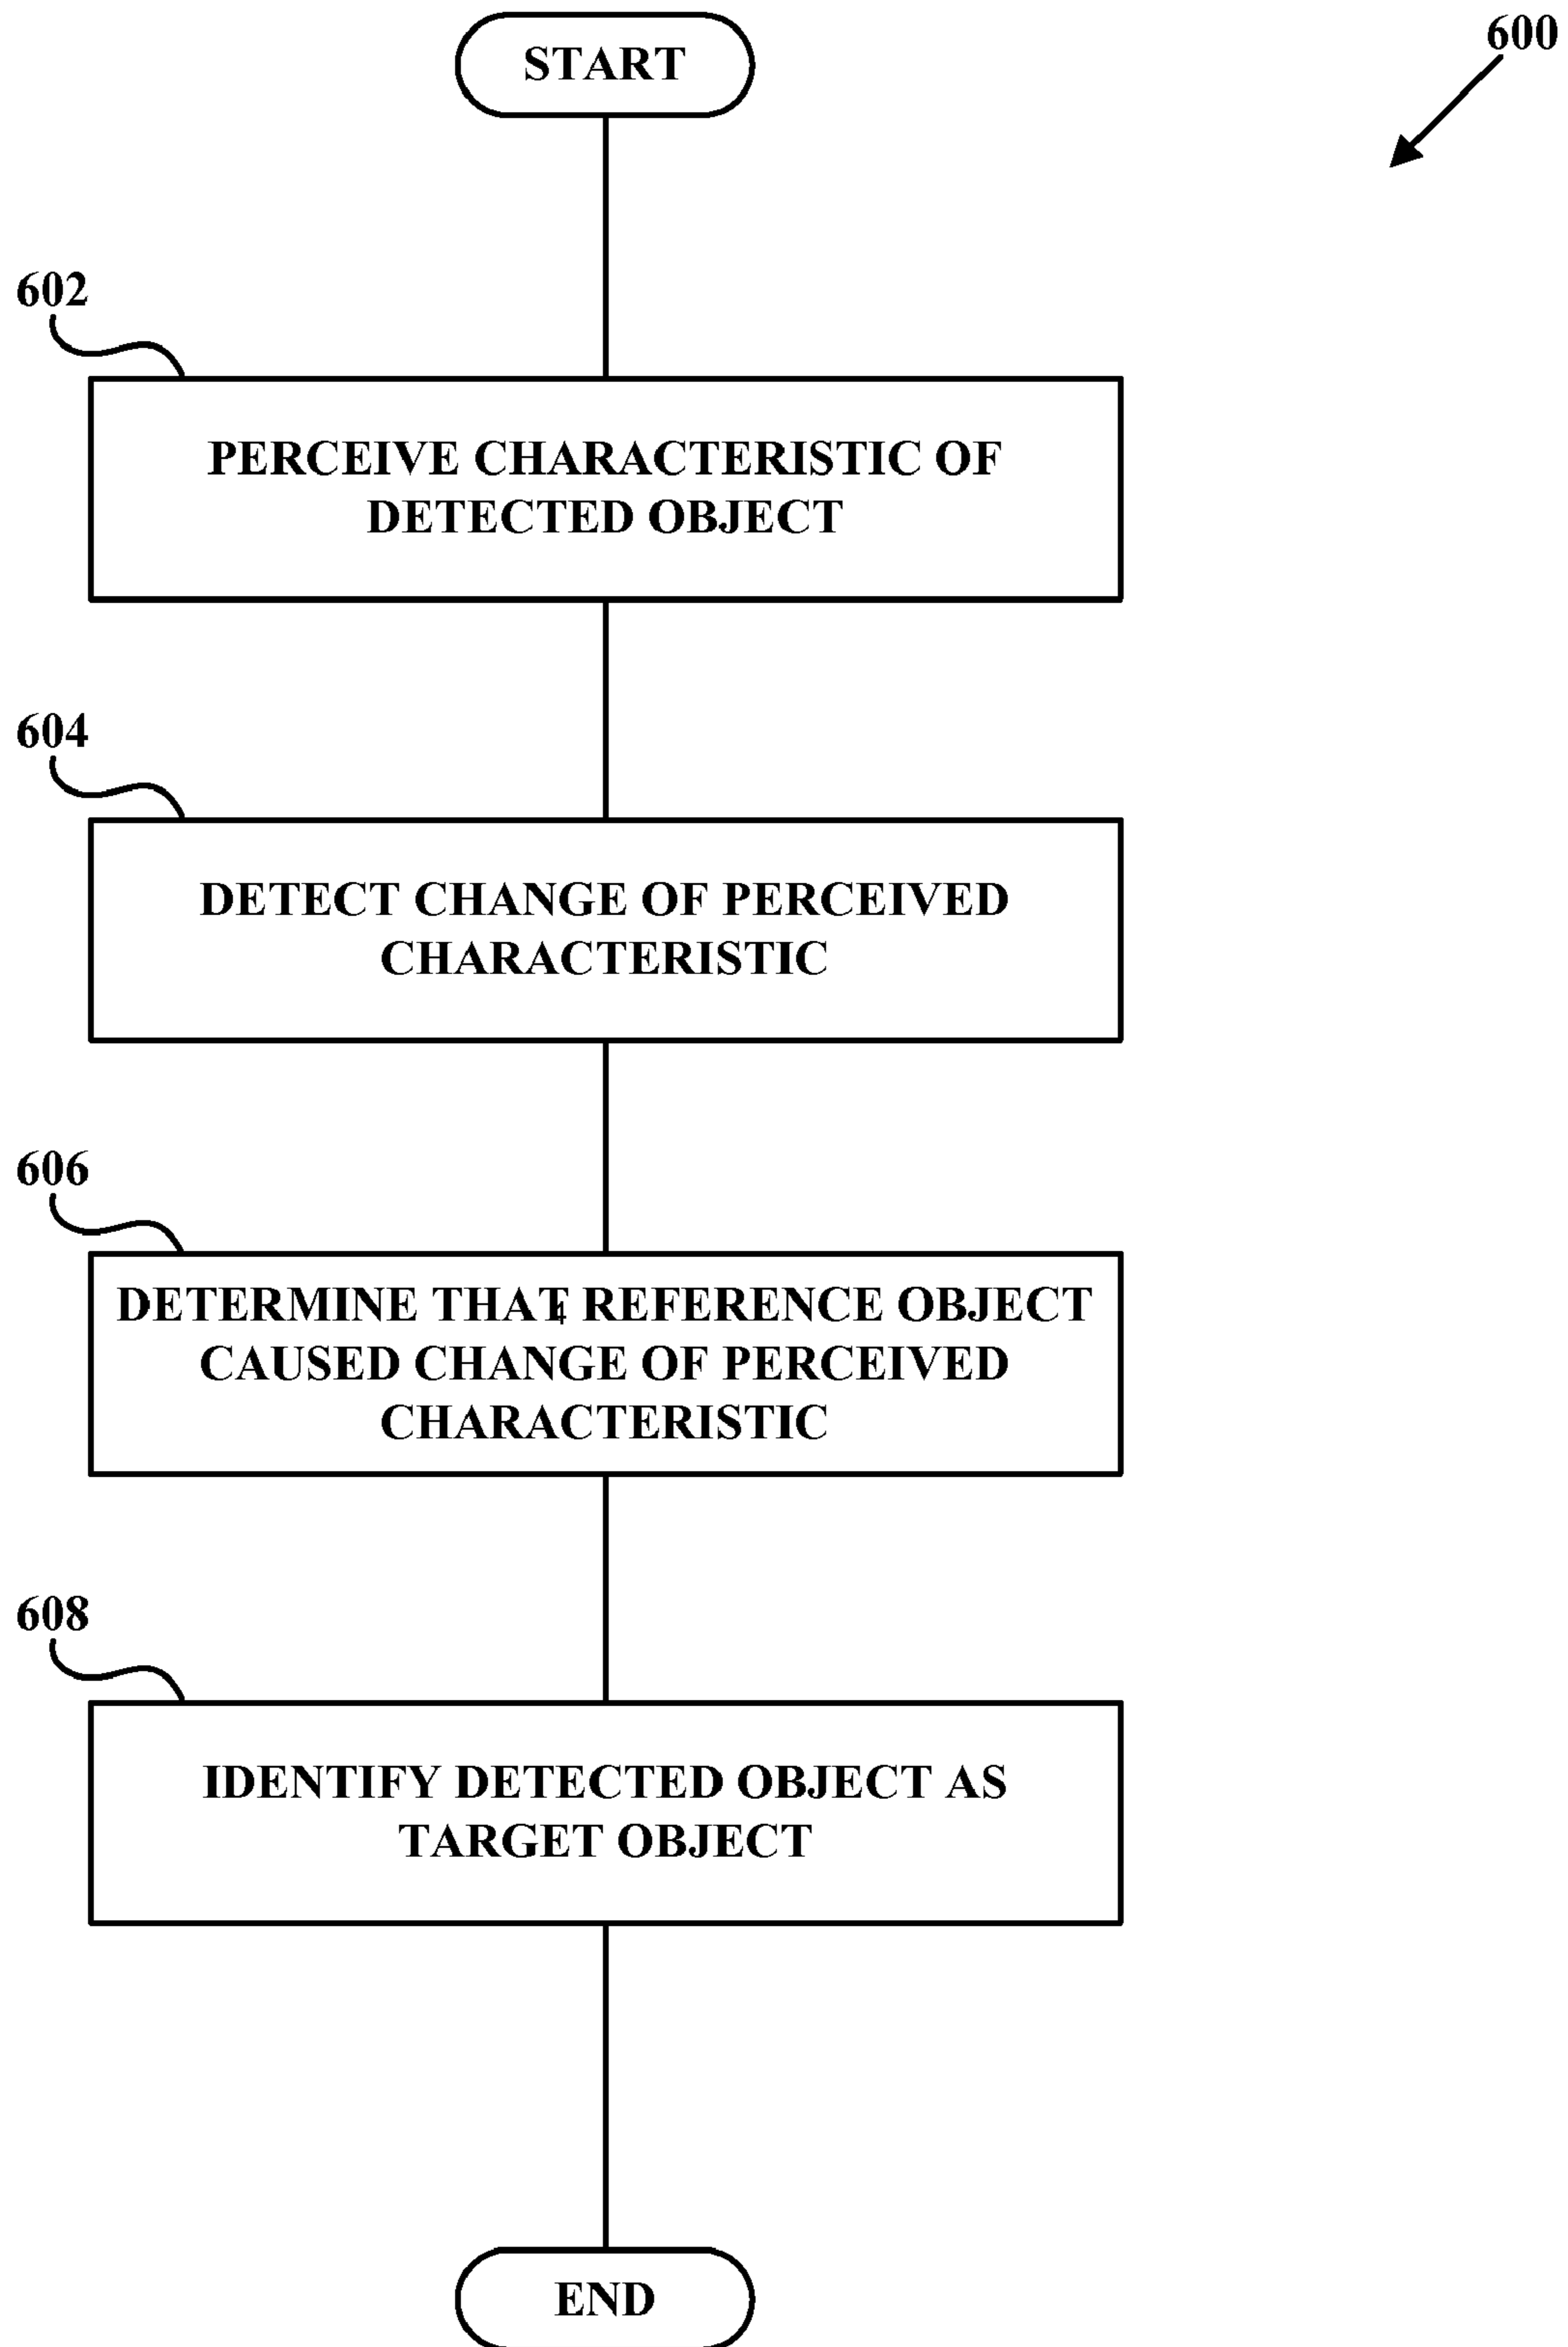 START
600
602
PERCEIVE CHARACTERISTIC OF
DETECTED OBJECT
604
DETECT CHANGE OF PERCEIVED
CHARACTERISTIC
606
DETERMINE THAT REFERENCE OBJECT
CAUSED CHANGE OF PERCEIVED
CHARACTERISTIC
608
IDENTIFY DETECTED OBJECT AS
TARGET OBJECT
END